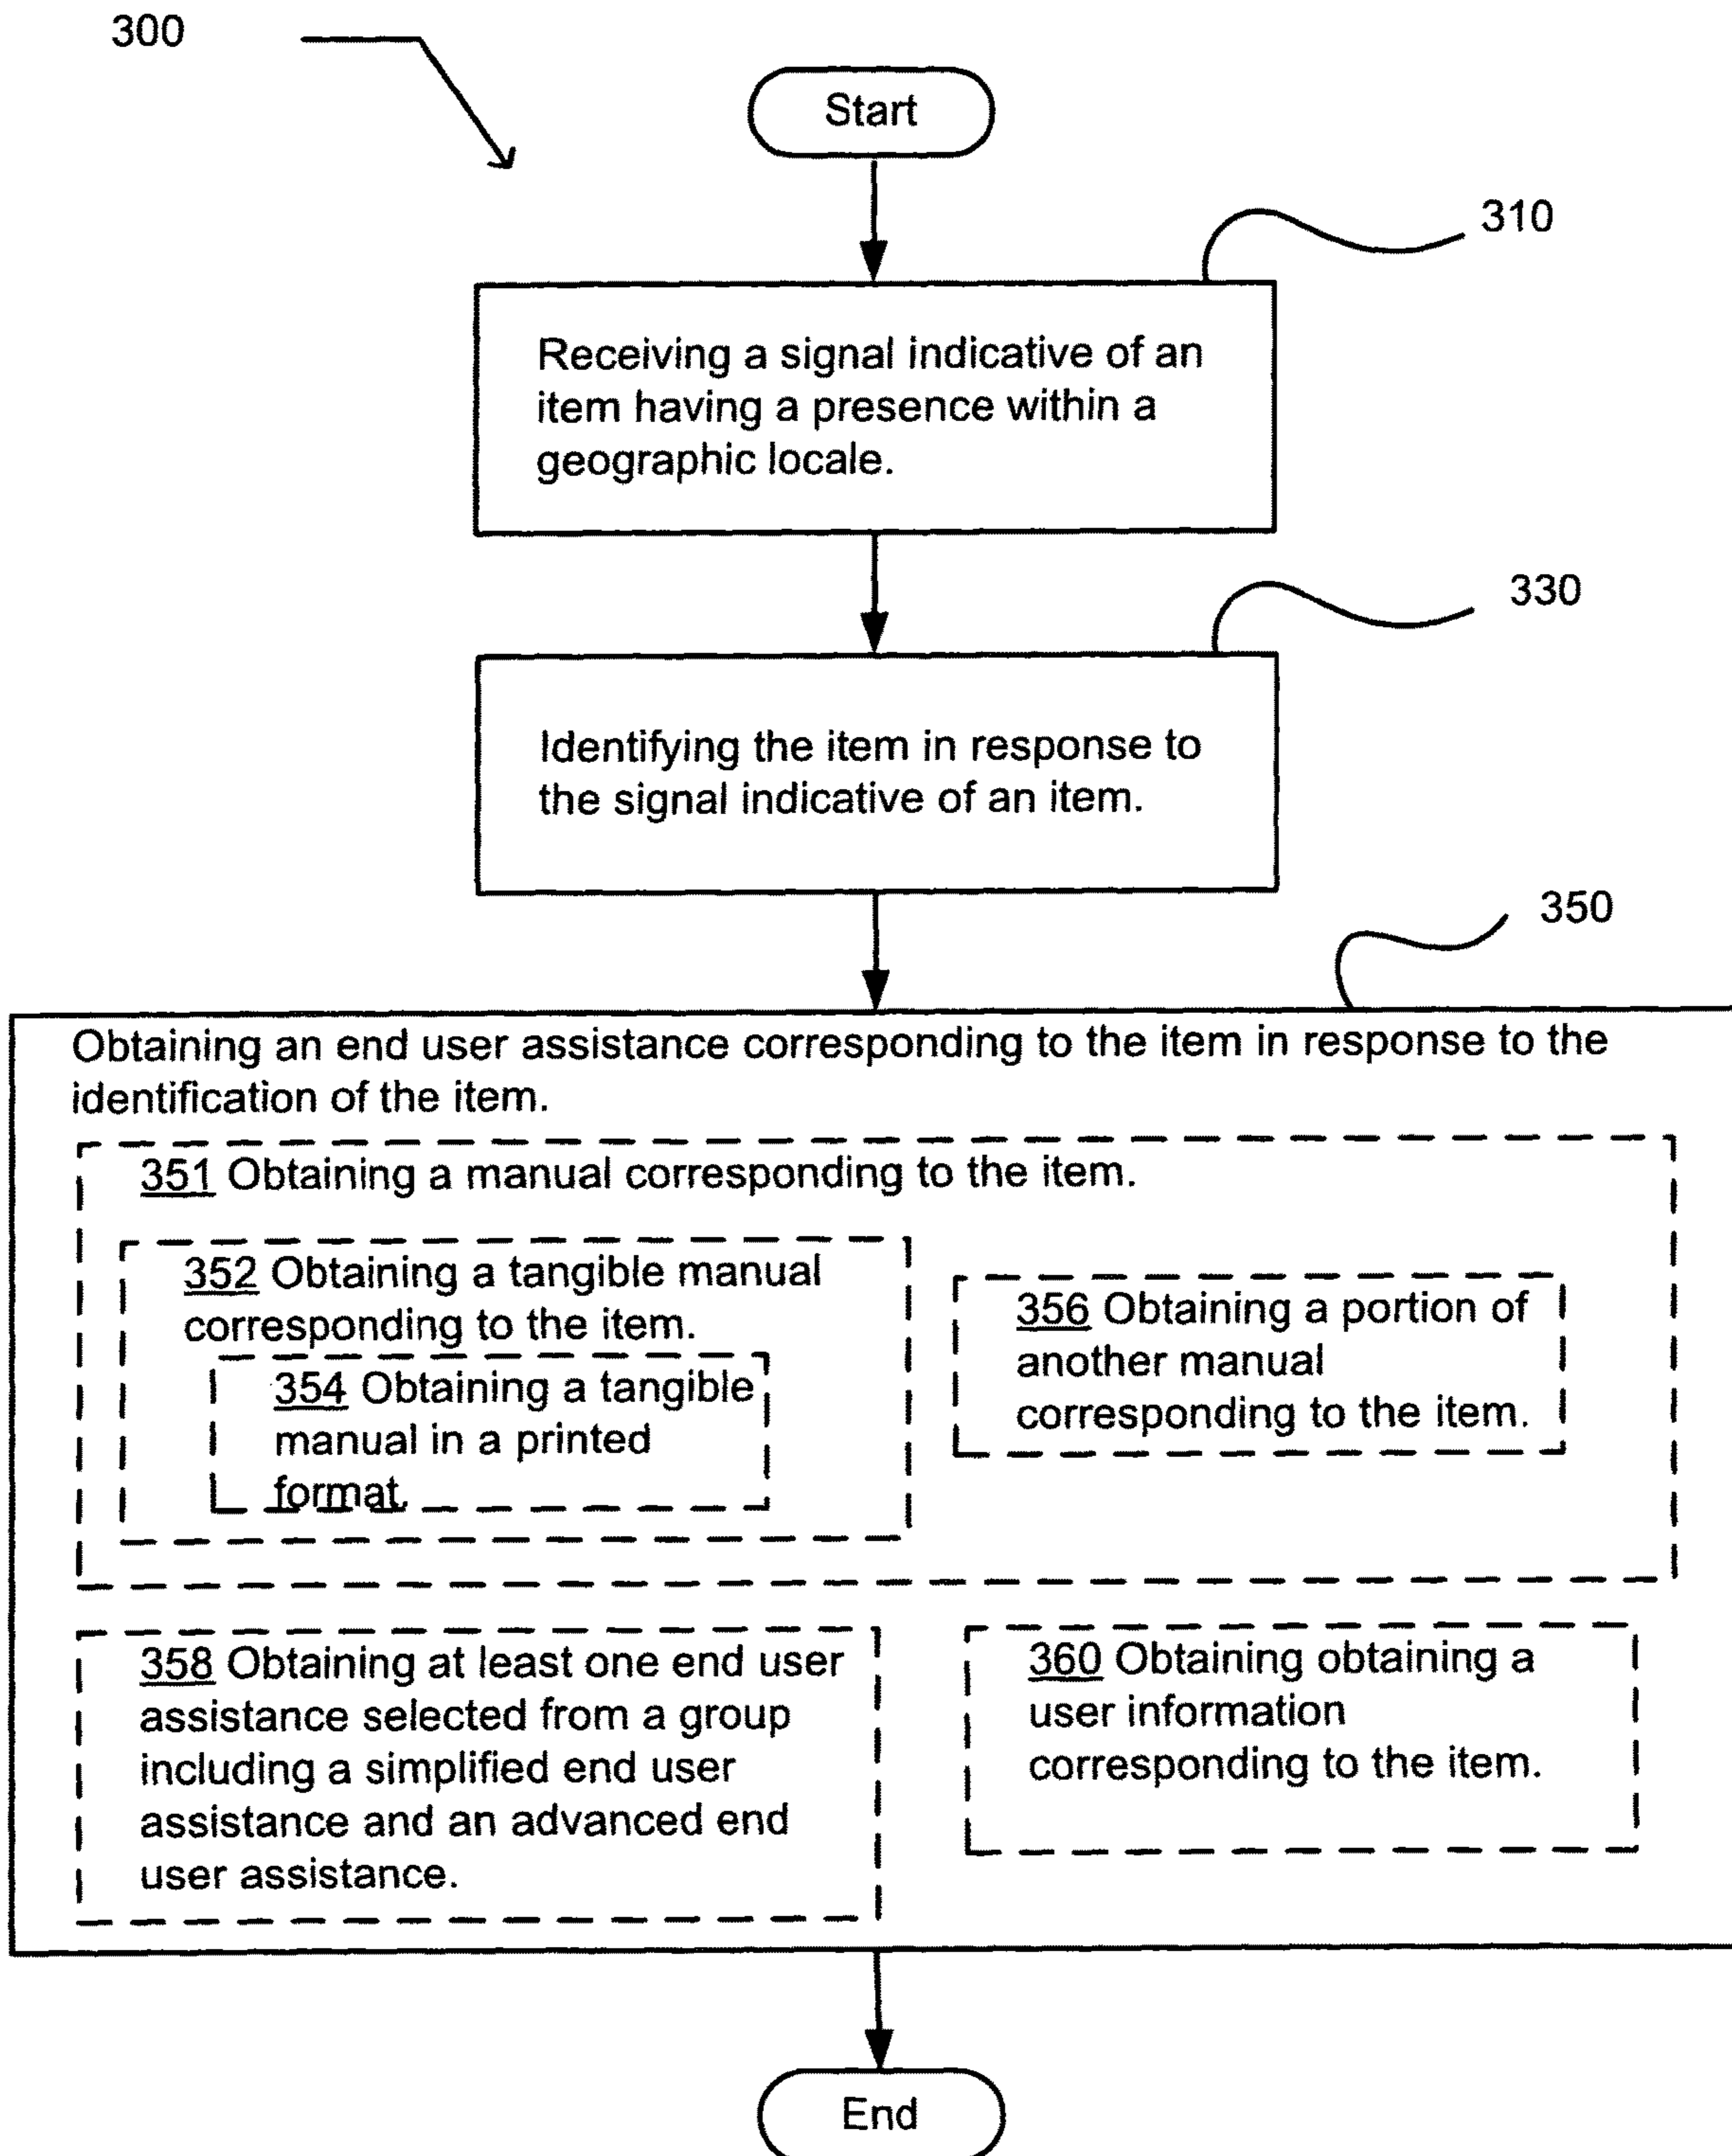 300
Start
310
Receiving a signal indicative of an
item having a presence within a
geographic locale.
330
Identifying the item in response to
the signal indicative of an item.
350
Obtaining an end user assistance corresponding to the item in response to the
identification of the item.
351 Obtaining a manual corresponding to the item.
352 Obtaining a tangible manual
corresponding to the item.
354 Obtaining a tangible
manual in a printed
format.
356 Obtaining a portion of
another manual
corresponding to the item.
358 Obtaining at least one end user
assistance selected from a group
including a simplified end user
assistance and an advanced end
user assistance.
360 Obtaining obtaining a
user information
corresponding to the item.
End